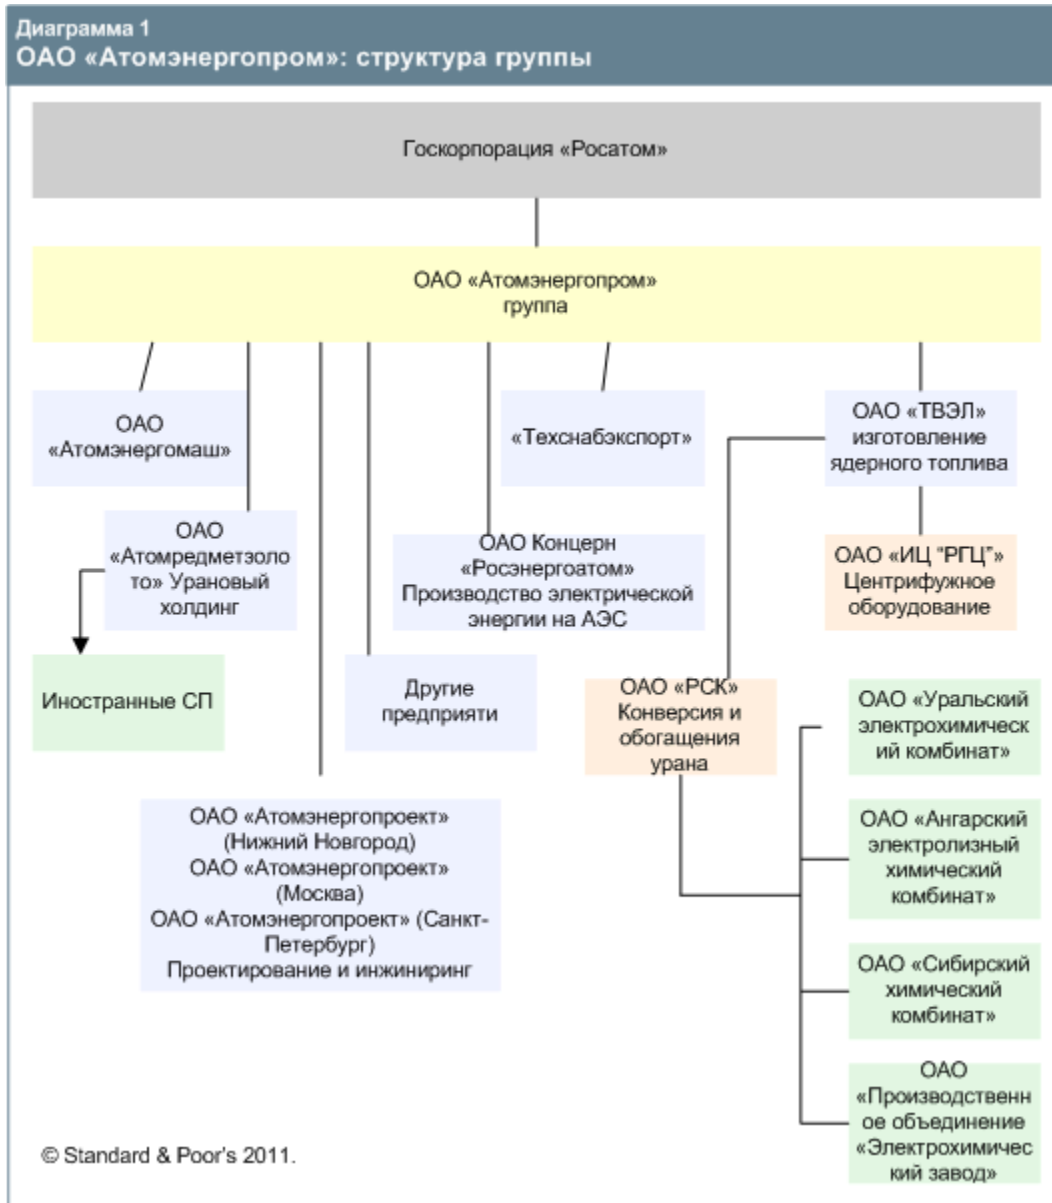 Диаграмма 1
ОАО «Атомэнергопром»: структура группы
Госкорпорация «Росатом»
ОАО «Атомэнергопром»
группа
ОАО
«Атомэнергомаш»
«Техснабэкспорт»
ОАО «ТВЭЛ»
изготовление
ядерного топлива
ОАО
«Атомредметзоло
то» Урановый
холдинг
ОАО Концерн
«Росэнергоатом»
Производство электрической
энергии на АЭС
ОАО «ИЦ "РГЦ"»
Центрифужное
оборудование
Иностранные СП
Другие
предприяти
ОАО «РСК»
Конверсия и
обогащения
урана
ОАО «Уральский
электрохимическ
ий комбинат»
ОАО «Атомэнергопроект»
(Нижний Новгород)
ОАО «Атомэнергопроект»
(Москва)
ОАО «Атомэнергопроект» (Санкт-
Петербург)
Проектирование и инжиниринг
ОАО «Ангарский
электролизный
химический
комбинат»
ОАО «Сибирский
химический
комбинат»
ОАО
«Производственн
ое объединение
«Электрохимичес
кий завод»
© Standard & Poor's 2011.